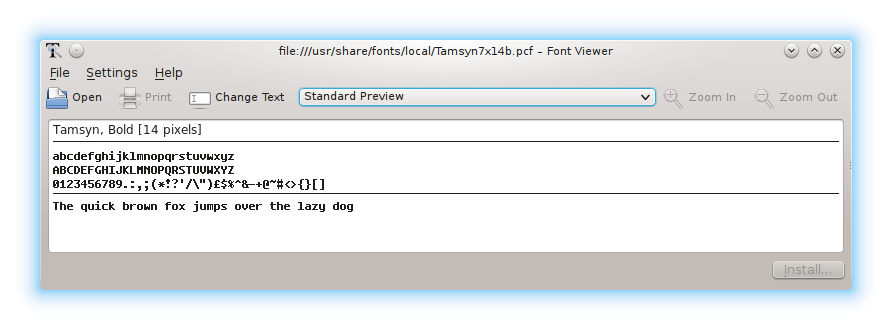 file:///usr/share/fonts/local/Tamsyn7x14b.pcf – Font Viewer
File Settings Help
Open Print Change Text Standard Preview Zoom In Zoom Out
Tamsyn, Bold [14 pixels]
abcdefghijklmnopqrstuvwxyz
ABCDEFGHIJKLMNOPQRSTUVWXYZ
0123456789.:,;(*!?'/\")£$%^&-+@~#<>{}[]
The quick brown fox jumps over the lazy dog
Install...